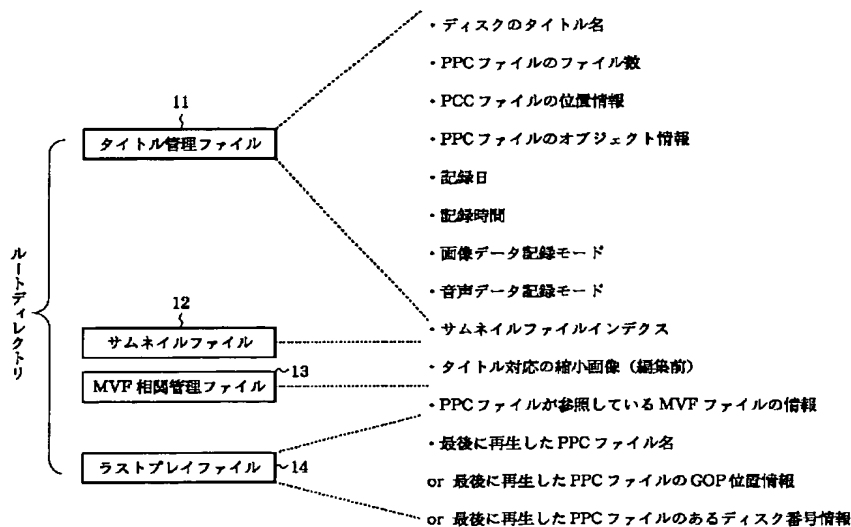 ・ディスクのタイトル名
・PPCファイルのファイル数
・PCCファイルの位置情報
・PPCファイルのオブジェクト情報
・記録日
・記録時間
・画像データ記録モード
・音声データ記録モード
・サムネイルファイルインデクス
・タイトル対応の縮小画像（編集前）
・PPCファイルが参照しているMVFファイルの情報
・最後に再生したPPCファイル名
or 最後に再生したPPCファイルのGOP位置情報
or 最後に再生したPPCファイルのあるディスク番号情報
11
タイトル管理ファイル
12
サムネイルファイル
13
MVF相関管理ファイル
ラストプレイファイル
14
ルートディレクトリ